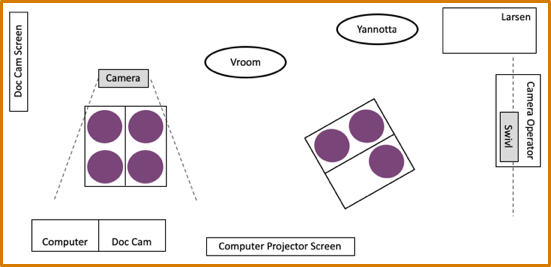 Doc Cam Screen
Camera
Vroom
Yannotta
Larsen
Camera Operator
Swivl
Computer
Doc Cam
Computer Projector Screen